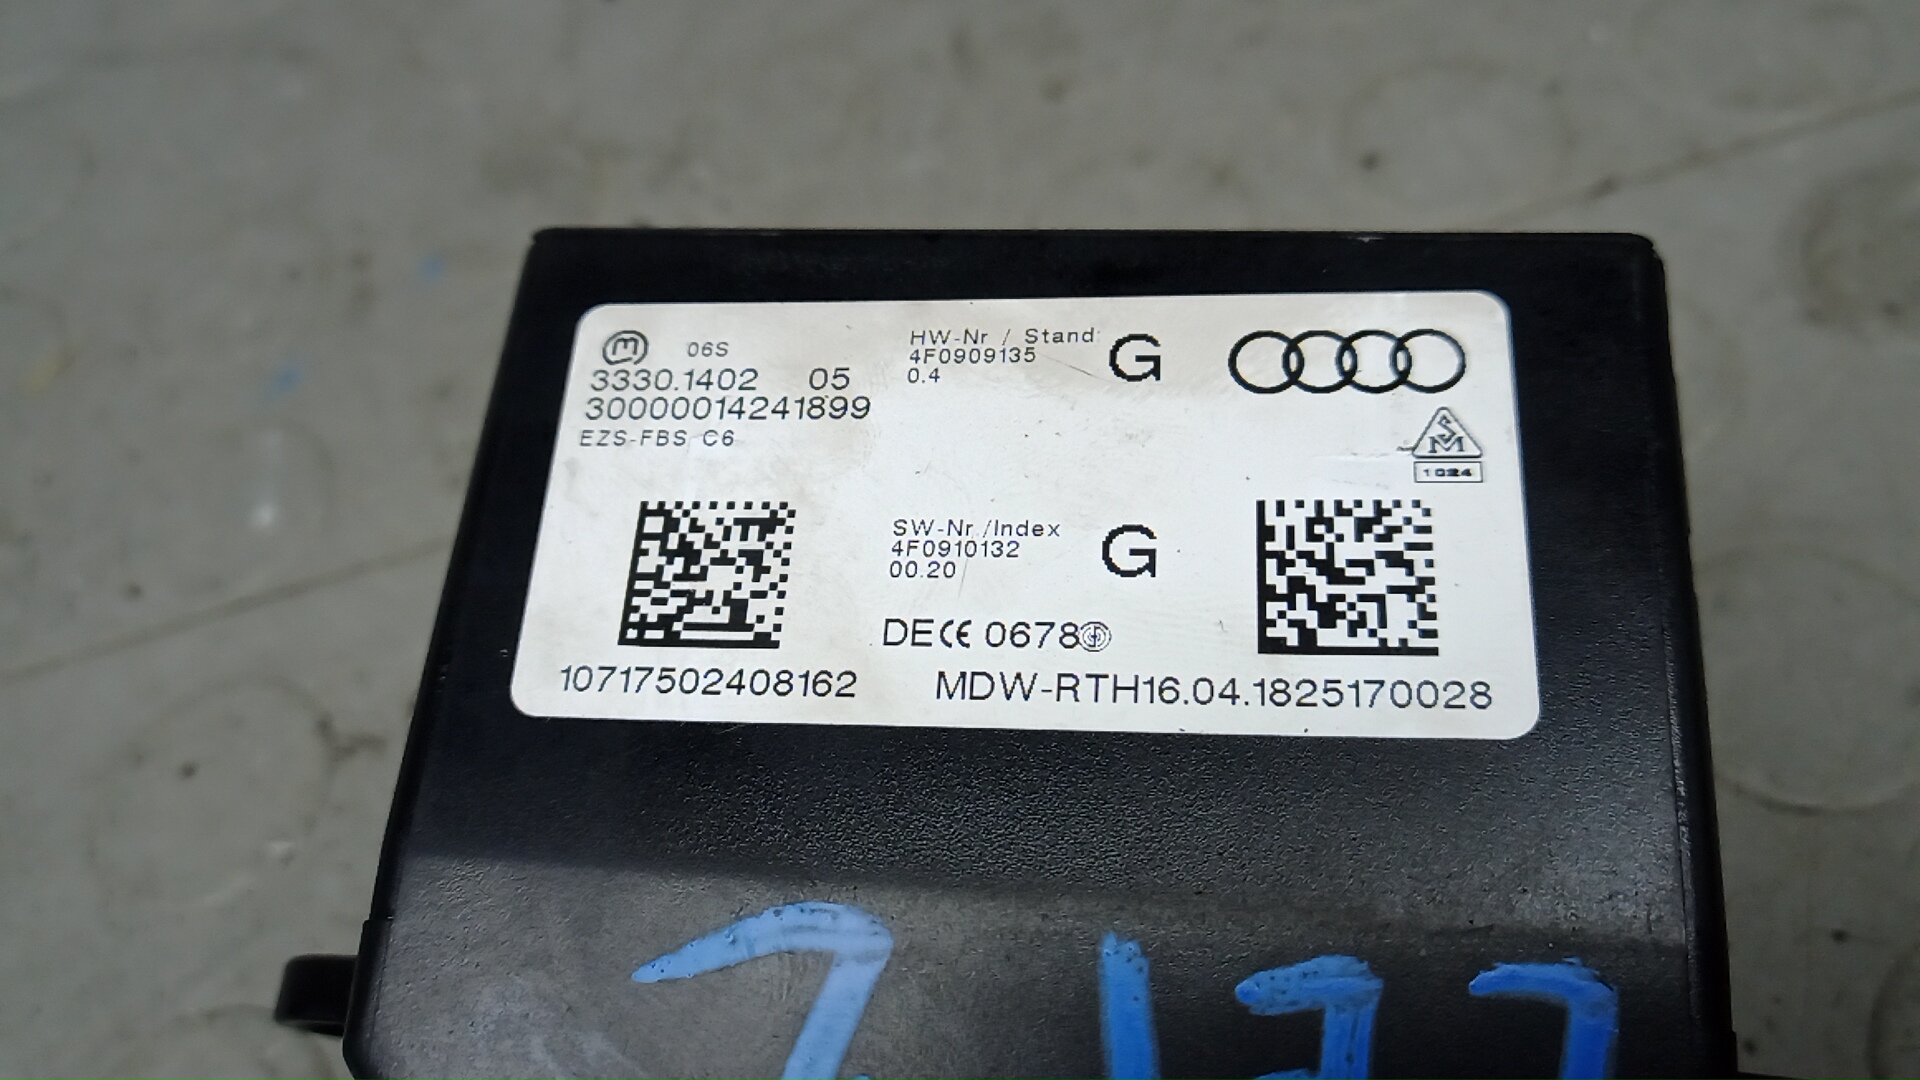 m 06S
3330.1402 05
30000014241899
EZS-FBS C6
HW-Nr / Stand:
4F0909135
0.4
G
SM
1024
SW-Nr./Index
4F0910132
00.20
G
DE CE 0678
10717502408162
MDW-RTH16.04.1825170028